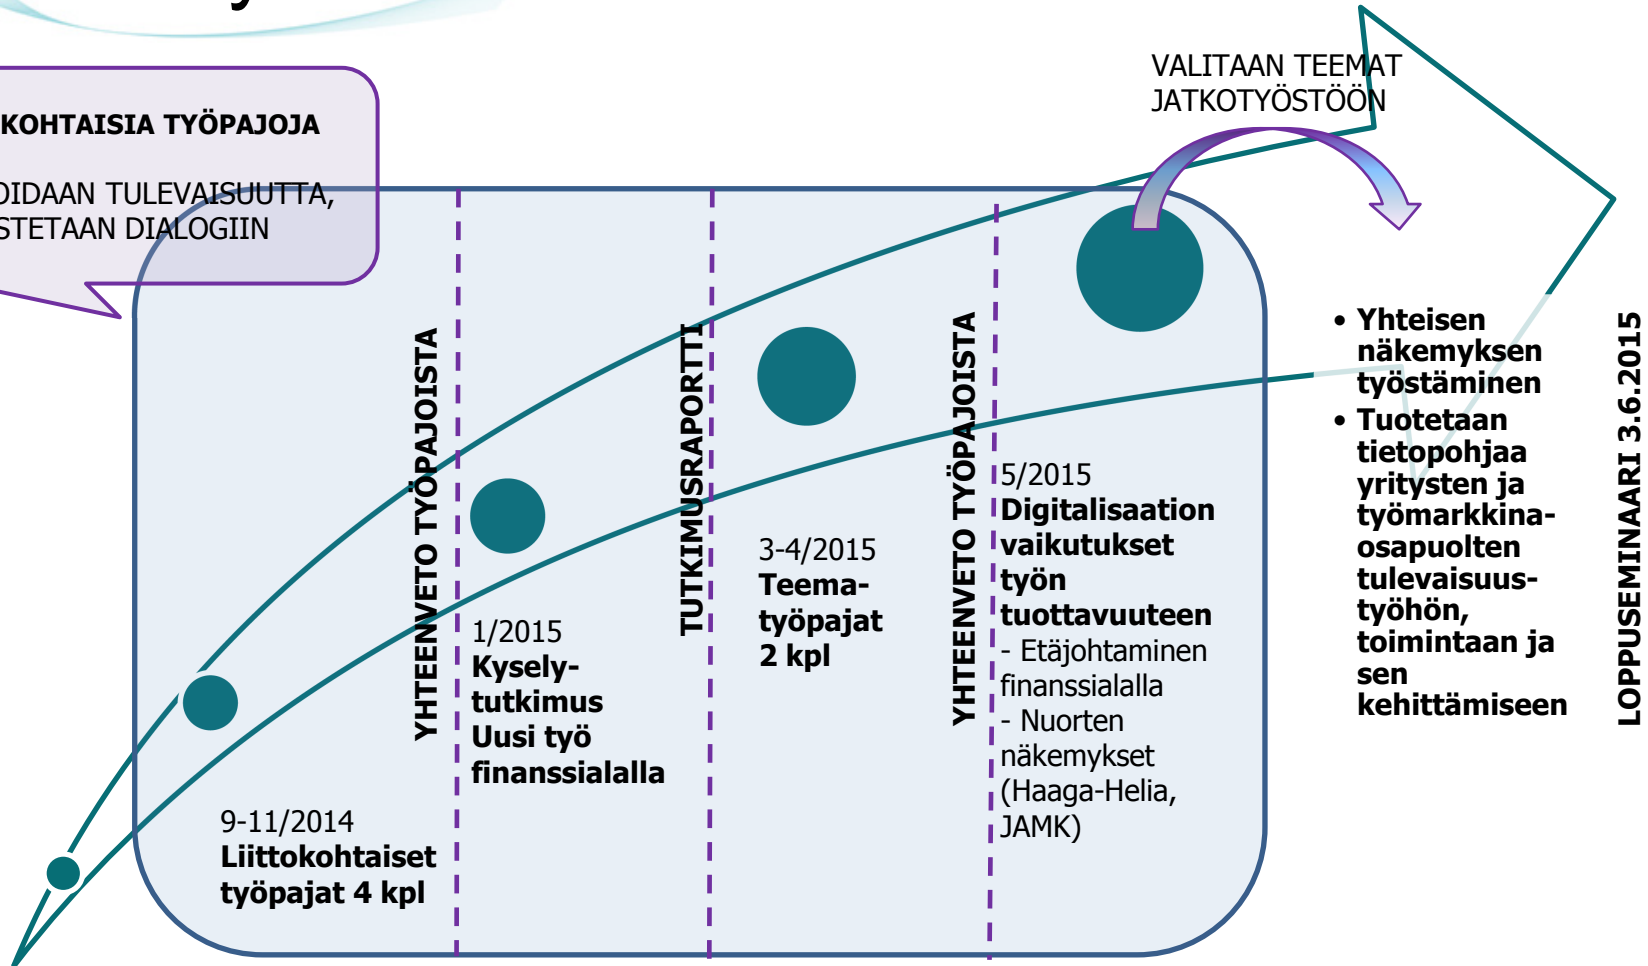 KOHTAISIA TYÖPAJOJA
OIDAAN TULEVAISUUTTA,
STETAAN DIALOGIIN
VALITAAN TEEMAT
JATKOTYÖSTÖÖN
9-11/2014
Liittokohtaiset
työpajat 4 kpl
YHTEENVETO TYÖPAJOISTA
1/2015
Kysely-
tutkimus
Uusi työ
finanssialalla
TUTKIMUSRAPORTTI
3-4/2015
Teema-
työpajat
2 kpl
YHTEENVETO TYÖPAJOISTA
5/2015
Digitalisaation
vaikutukset
työn
tuottavuuteen
- Etäjohtaminen
finanssialalla
- Nuorten
näkemykset
(Haaga-Helia,
JAMK)
• Yhteisen
näkemyksen
työstäminen
• Tuotetaan
tietopohjaa
yritysten ja
työmarkkina-
osapuolten
tulevaisuus-
työhön,
toimintaan ja
sen
kehittämiseen
LOPPUSEMINAARI 3.6.2015